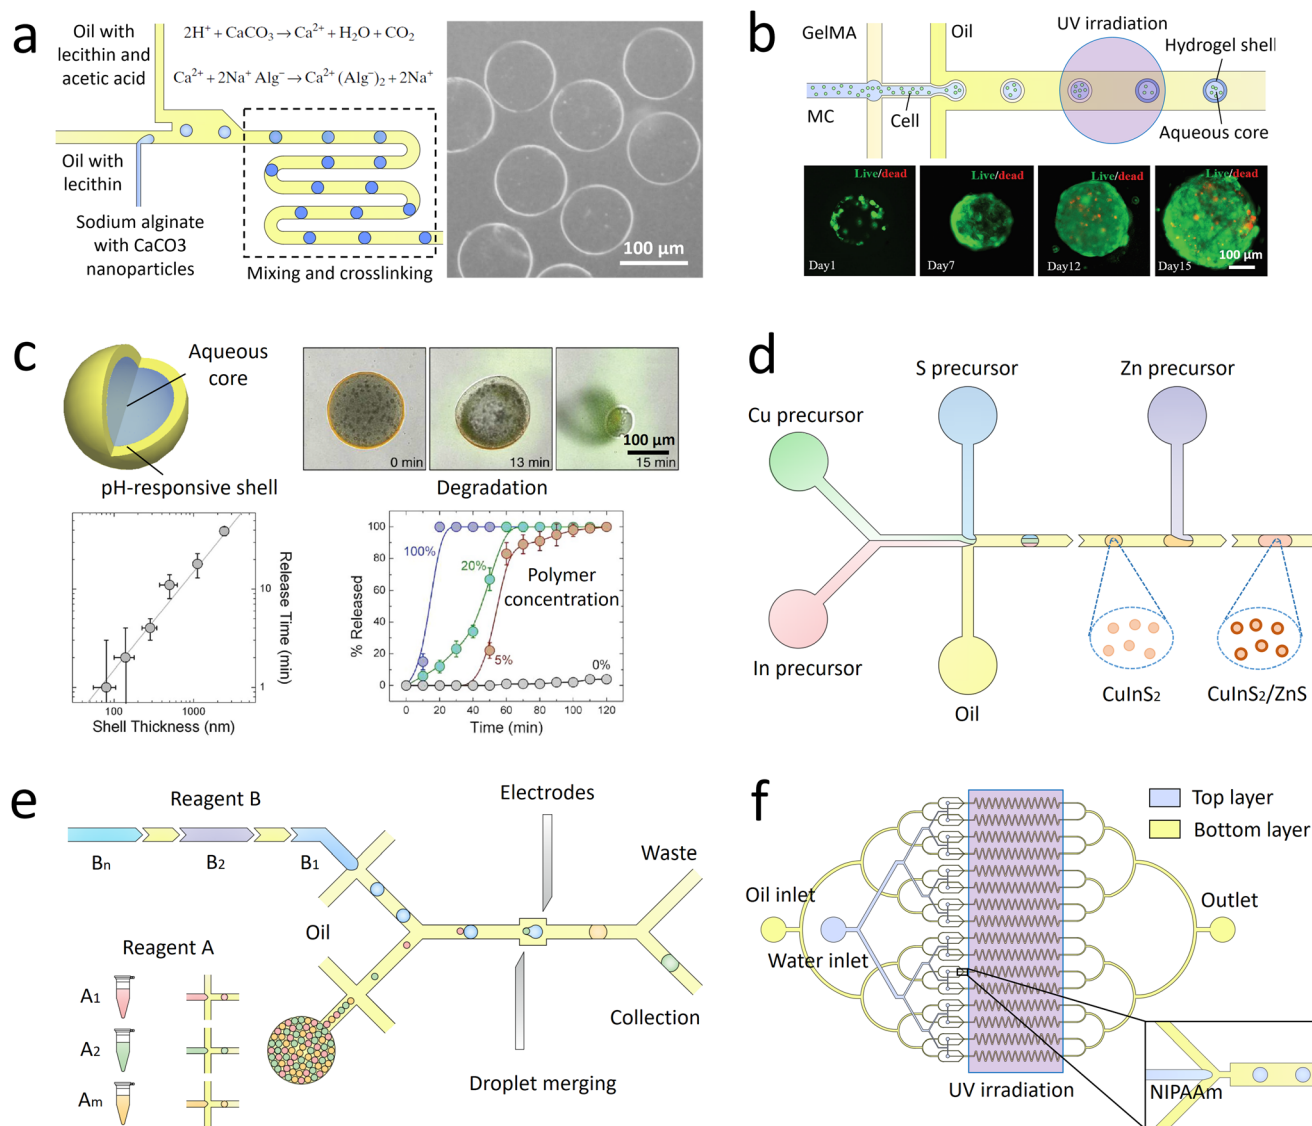 a
Oil with
lecithin and
acetic acid
2H⁺ + CaCO₃ → Ca²⁺ + H₂O + CO₂
Ca²⁺ + 2Na⁺ Alg⁻ → Ca²⁺ (Alg⁻)₂ + 2Na⁺
Oil with
lecithin
Sodium alginate
with CaCO3
nanoparticles
Mixing and crosslinking
100 µm
b
GelMA
Oil
UV irradiation
Hydrogel shell
MC
Cell
Aqueous core
Live/dead
Day1
Live/dead
Day7
Live/dead
Day12
Live/dead
Day15
100 µm
c
Aqueous
core
pH-responsive shell
0 min
13 min
100 µm
15 min
Degradation
10
1
Release Time (min)
100
1000
Shell Thickness (nm)
100
80
60
40
20
0
% Released
100%
20%
5%
0%
Polymer
concentration
0 20 40 60 80 100 120
Time (min)
d
S precursor
Zn precursor
Cu precursor
In precursor
Oil
CuInS₂
CuInS₂/ZnS
e
Reagent B
Bn
B2
B1
Electrodes
Waste
Oil
Reagent A
A1
A2
Am
Collection
Droplet merging
f
Top layer
Bottom layer
Oil inlet
Water inlet
Outlet
UV irradiation
NIPAAm